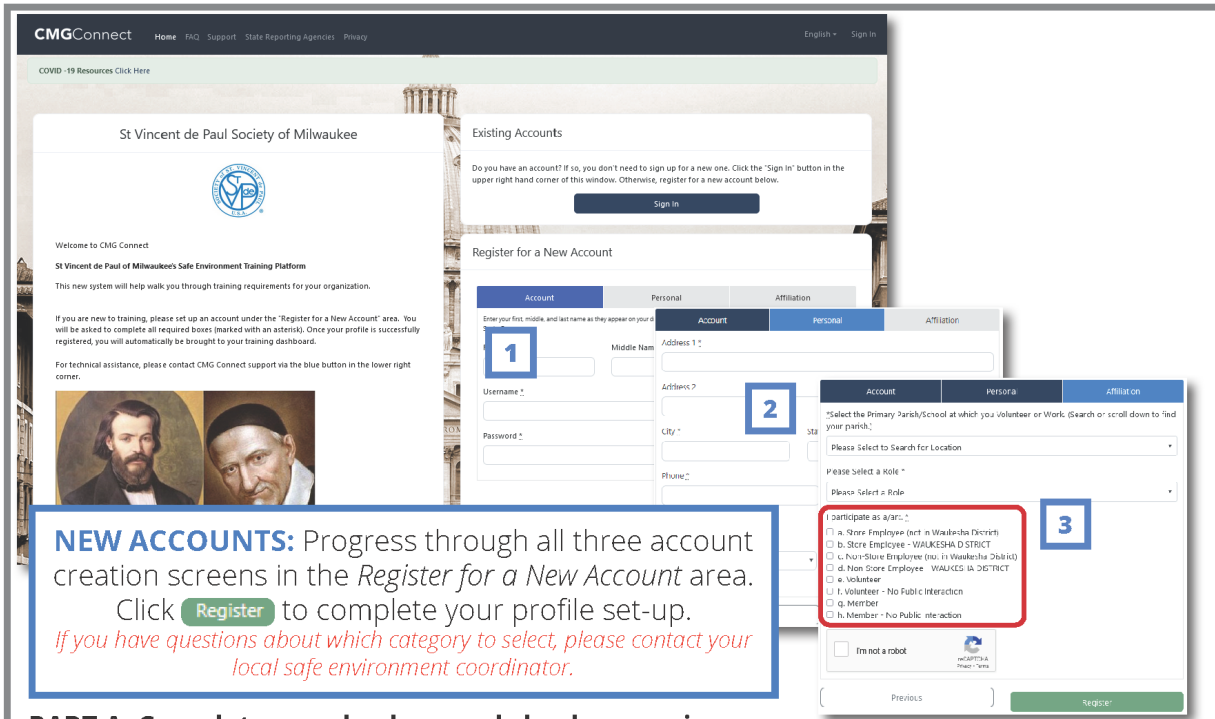 CMGConnect Home FAQ Support State Reporting Agencies Privacy English Sign In
COVID -19 Resources Click Here
St Vincent de Paul Society of Milwaukee
SOCIETY OF ST. VINCENT de PAUL
SVdP
U.S.A.
Welcome to CMG Connect
St Vincent de Paul of Milwaukee's Safe Environment Training Platform
This new system will help walk you through training requirements for your organization.
If you are new to training, please set up an account under the "Register for a New Account" area. You
will be asked to complete all required boxes (marked with an asterisk). Once your profile is successfully
registered, you will automatically be brought to your training dashboard.
For technical assistance, please contact CMG Connect support via the blue button in the lower right
corner.
Existing Accounts
Do you have an account? If so, you don't need to sign up for a new one. Click the "Sign In" button in the
upper right hand corner of this window. Otherwise, register for a new account below.
Sign In
Register for a New Account
Account Personal Affiliation
Enter your first, middle, and last name as they appear on your
1
Middle Nam
Username *
Password *
Account Personal Affiliation
Address 1 *
Address 2
2
City * Sta
Phone *
Account Personal Affiliation
*Select the Primary Parish/School at which you Volunteer or Work. (Search or scroll down to find
your parish.)
Please Select to Search for Location
Please Select a Role *
Please Select a Role
3
I participate as a/an: *
a. Store Employee (not in Waukesha District)
b. Store Employee - WAUKESHA DISTRICT
c. Non-Store Employee (not in Waukesha District)
d. Non-Store Employee - WAUKESHA DISTRICT
e. Volunteer
f. Volunteer - No Public Interaction
g. Member
h. Member - No Public Interaction
I'm not a robot
reCAPTCHA
Privacy - Terms
Previous Register
NEW ACCOUNTS: Progress through all three account
creation screens in the Register for a New Account area.
Click Register to complete your profile set-up.
If you have questions about which category to select, please contact your
local safe environment coordinator.